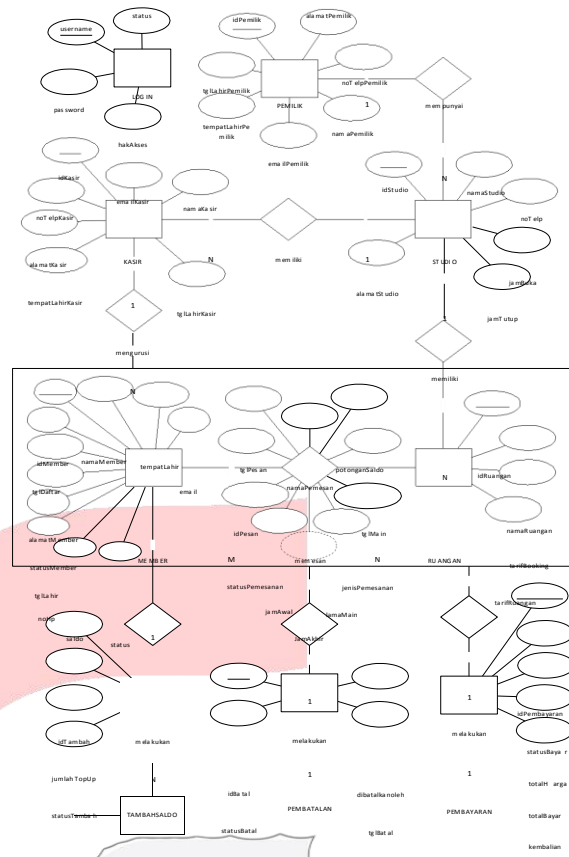 status
username
idPemilik
alamatPemilik
noTelpPemilik
tglLahirPemilik
LOGIN
PEMILIK
1
mempunyai
password
tempatLahirPe
milik
namaPemilik
hakAkses
emailPemilik
idKasir
N
idStudio
namaStudio
emailKasir
namaKasir
noTelpKasir
noTelp
alamatKasir
KASIR
N
memiliki
1
STUDIO
jamBuka
alamatStudio
tempatLahirKasir
1
tglLahirKasir
1
jamTutup
mengurusi
memiliki
N
idMember
namaMember
tempatLahir
tglPesan
potonganSaldo
N
idRuangan
tglDaftar
email
namaPemesan
idPesan
tglMain
namaRuangan
alamatMember
MEMBER
M
memesan
N
RUANGAN
tarifBooking
statusMember
statusPemesanan
jenisPemesanan
tglLahir
tarifRuangan
noHp
jamAwal
lamaMain
saldo
status
1
jamAkhir
1
1
idPembayaran
idTambah
melakukan
melakukan
melakukan
statusBayar
jumlahTopUp
N
1
1
totalHarga
idBatal
dibatalkanoleh
statusTambah
TAMBAHSALDO
PEMBATALAN
PEMBAYARAN
totalBayar
statusBatal
tglBatal
kembalian